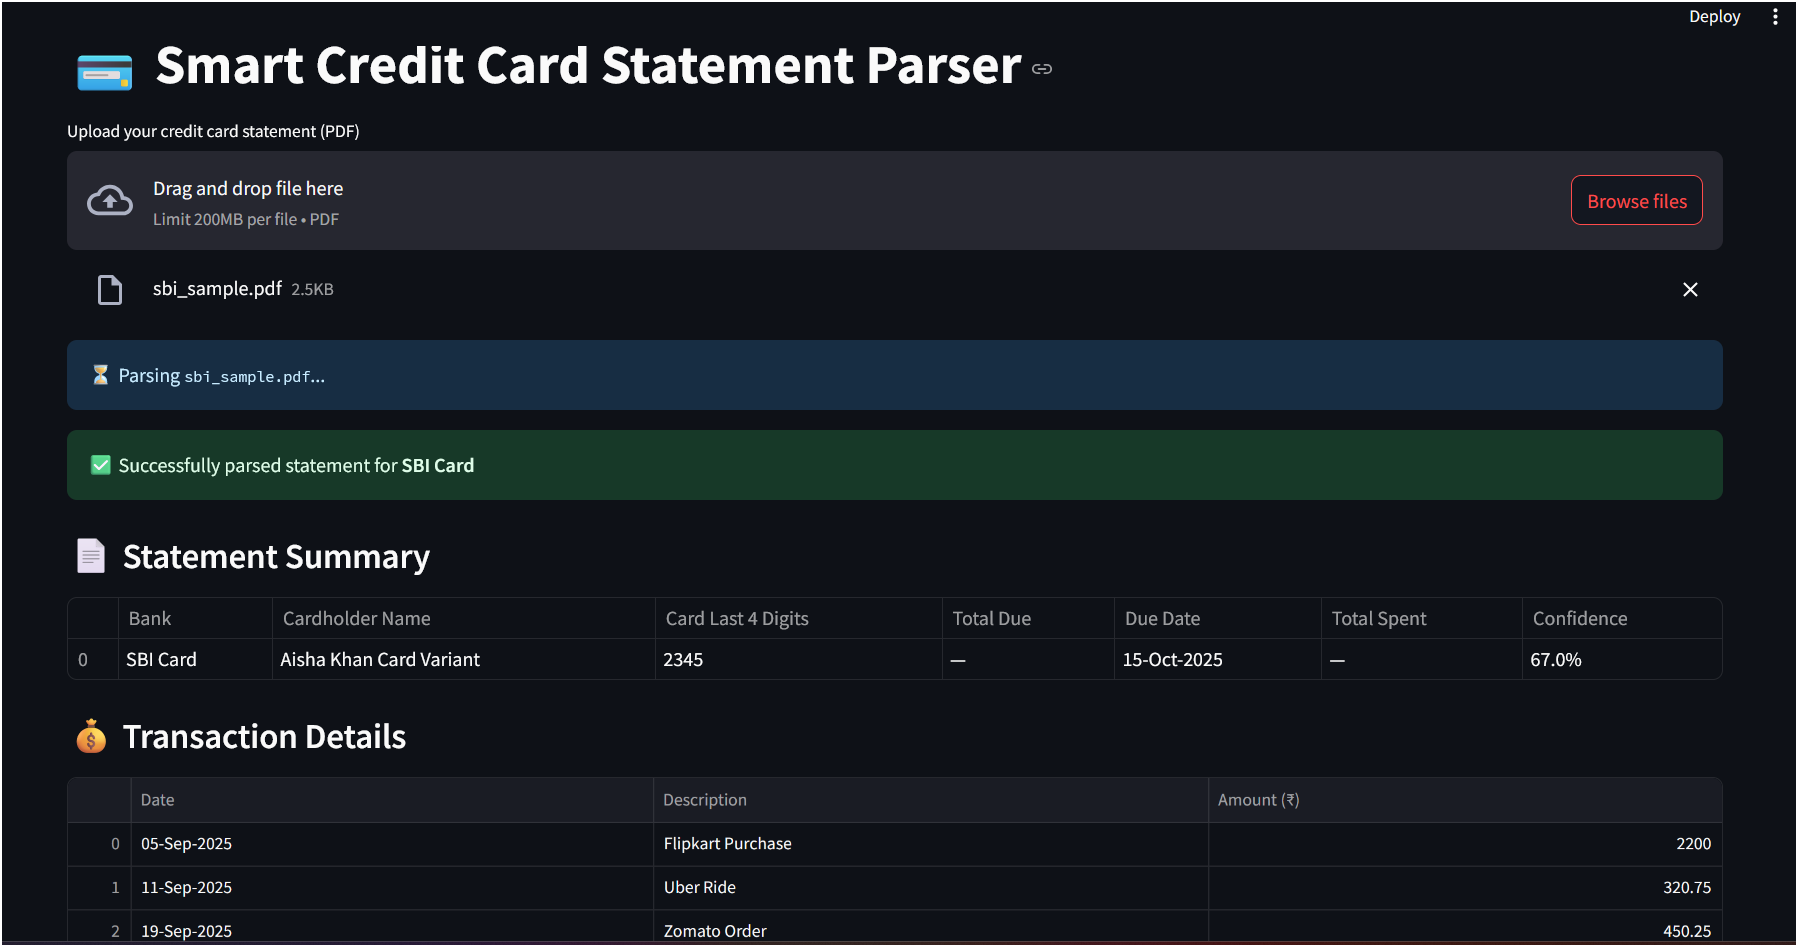 Deploy
Smart Credit Card Statement Parser
Upload your credit card statement (PDF)
Drag and drop file here
Limit 200MB per file • PDF
Browse files
sbi_sample.pdf 2.5KB
Parsing sbi_sample.pdf...
Successfully parsed statement for SBI Card
Statement Summary
Bank Cardholder Name Card Last 4 Digits Total Due Due Date Total Spent Confidence
0 SBI Card Aisha Khan Card Variant 2345 — 15-Oct-2025 — 67.0%
Transaction Details
Date Description Amount (₹)
0 05-Sep-2025 Flipkart Purchase 2200
1 11-Sep-2025 Uber Ride 320.75
2 19-Sep-2025 Zomato Order 450.25